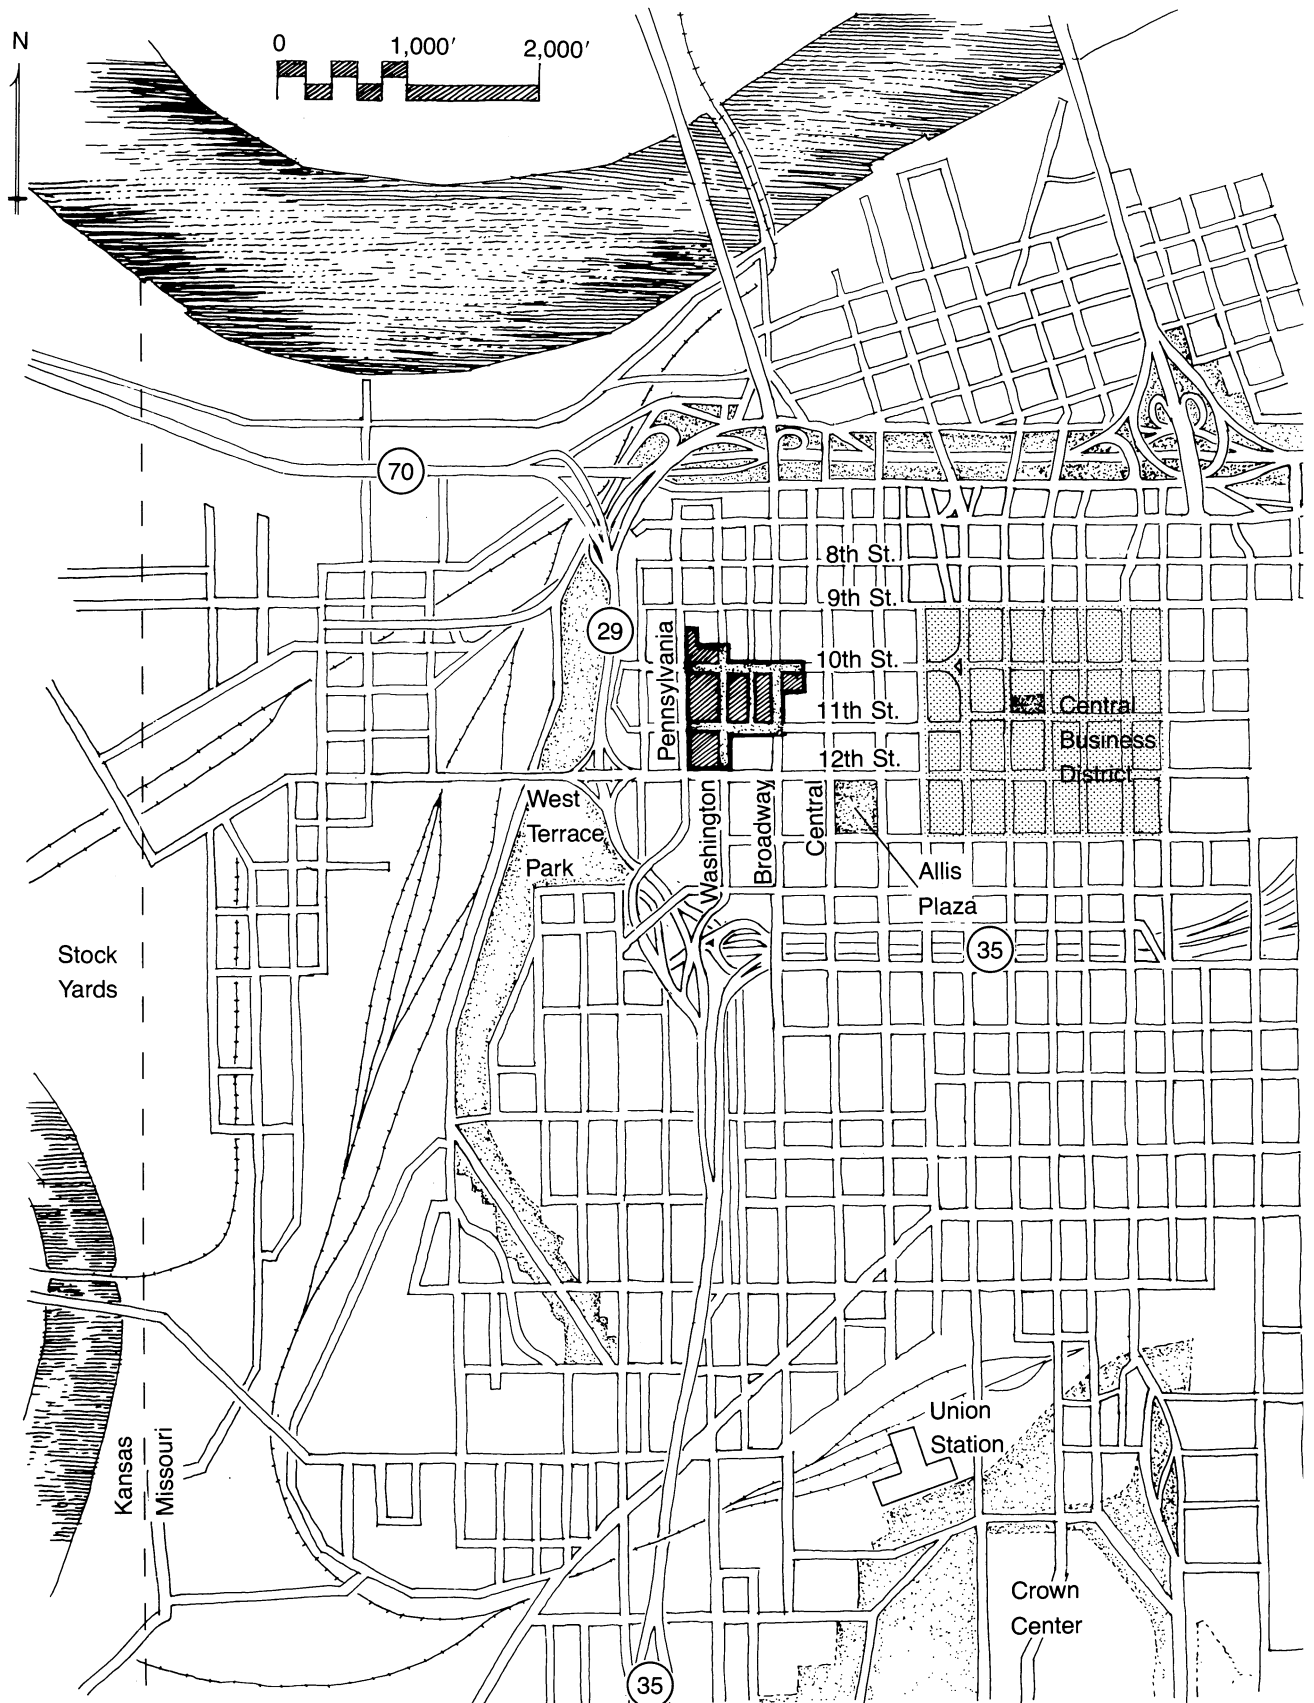 N
0 1,000′ 2,000′
70
8th St.
9th St.
29
Pennsylvania
10th St.
11th St.
12th St.
Central
Business
District
West
Terrace
Park
Washington
Broadway
Central
Allis
Plaza
35
Stock
Yards
Union
Station
Kansas
Missouri
Crown
Center
35